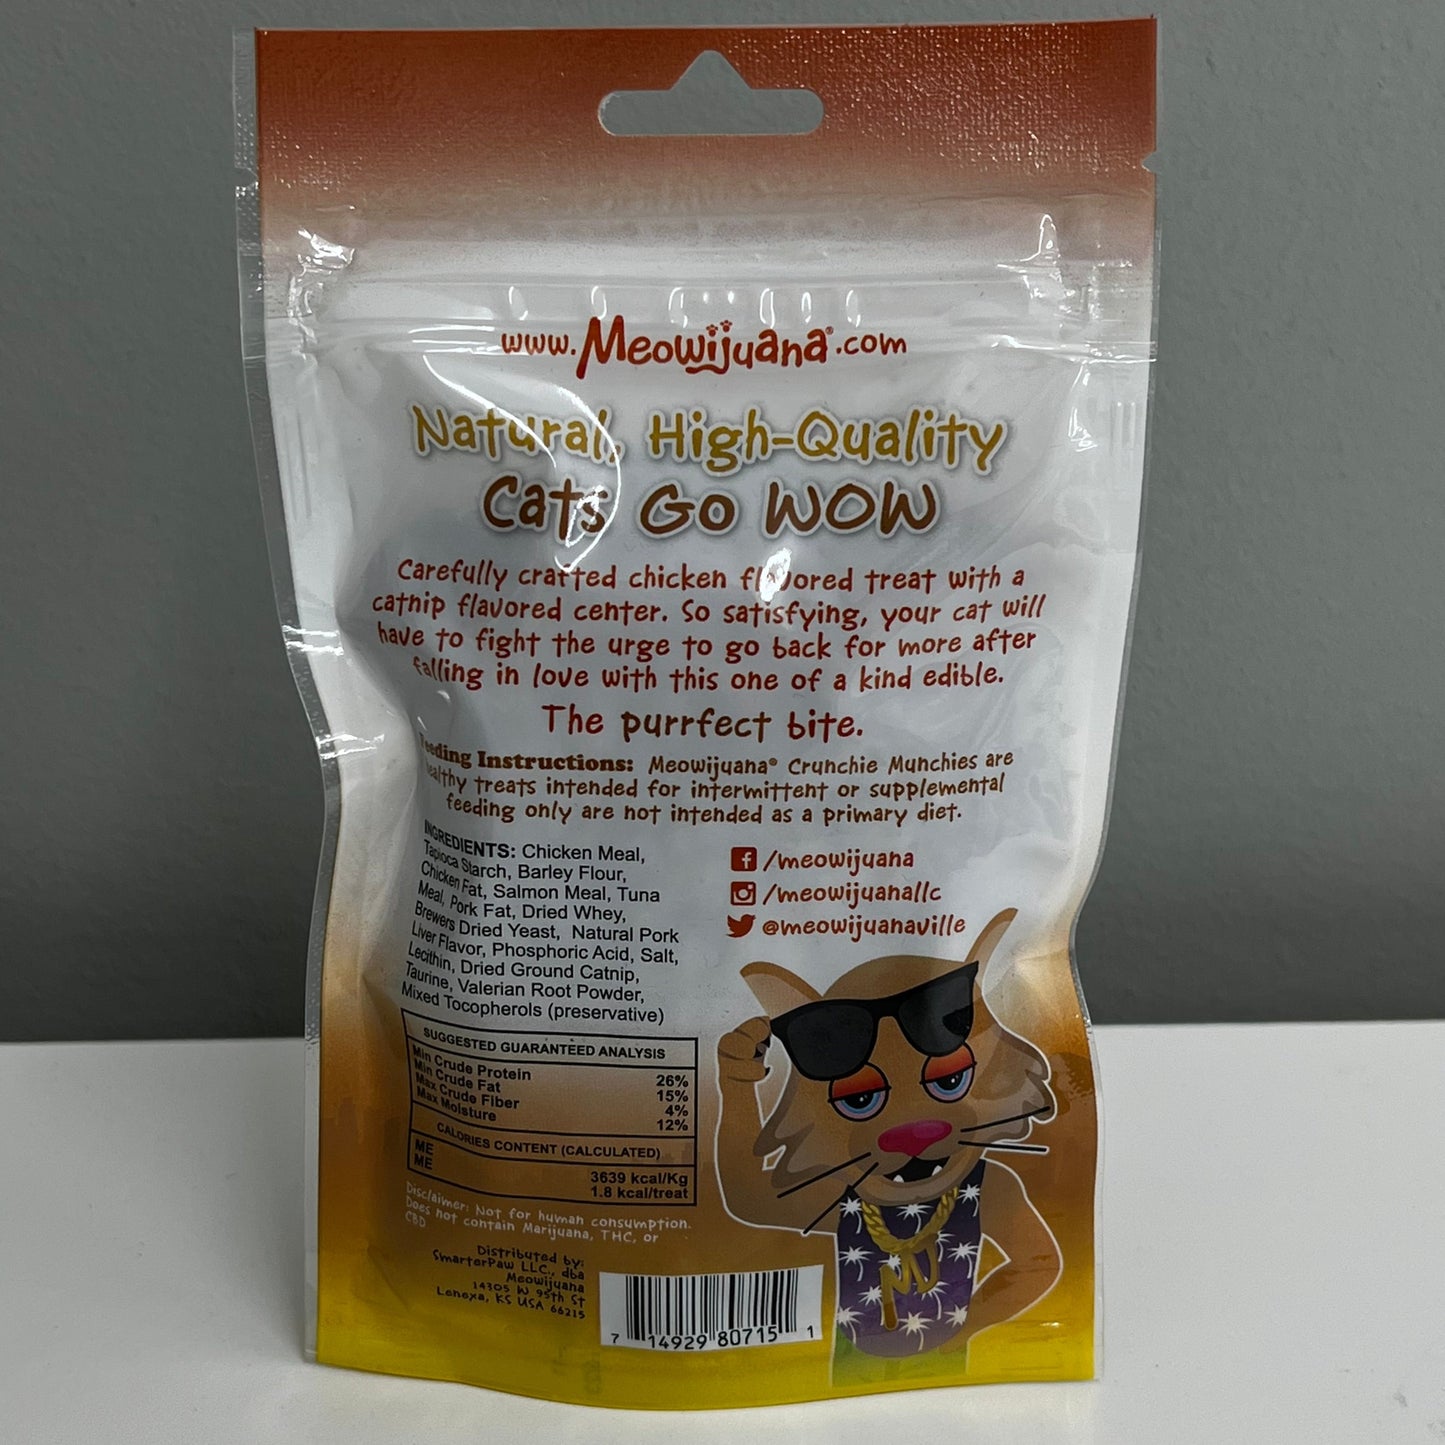 www.Meowijuana®.com
Natural, High-Quality
Cats Go WOW
Carefully crafted chicken flavored treat with a
catnip flavored center. So satisfying, your cat will
have to fight the urge to go back for more after
falling in love with this one of a kind edible.
The purrfect bite.
Feeding Instructions: Meowijuana® Crunchie Munchies are
healthy treats intended for intermittent or supplemental
feeding only are not intended as a primary diet.
INGREDIENTS: Chicken Meal,
Tapioca Starch, Barley Flour,
Chicken Fat, Salmon Meal, Tuna
Meal, Pork Fat, Dried Whey,
Brewers Dried Yeast, Natural Pork
Liver Flavor, Phosphoric Acid, Salt,
Lecithin, Dried Ground Catnip,
Taurine, Valerian Root Powder,
Mixed Tocopherols (preservative)
/meowijuana
/meowijuanallc
@meowijuanaville
SUGGESTED GUARANTEED ANALYSIS
Min Crude Protein 26%
Min Crude Fat 15%
Max Crude Fiber 4%
Max Moisture 12%
CALORIES CONTENT (CALCULATED)
ME 3639 kcal/Kg
ME 1.8 kcal/treat
Disclaimer: Not for human consumption.
Does not contain Marijuana, THC, or
CBD
Distributed by:
SmarterPaw LLC., dba
Meowijuana
14305 W 95th St
Lenexa, KS USA 66215
7 14929 80715 1
MJ